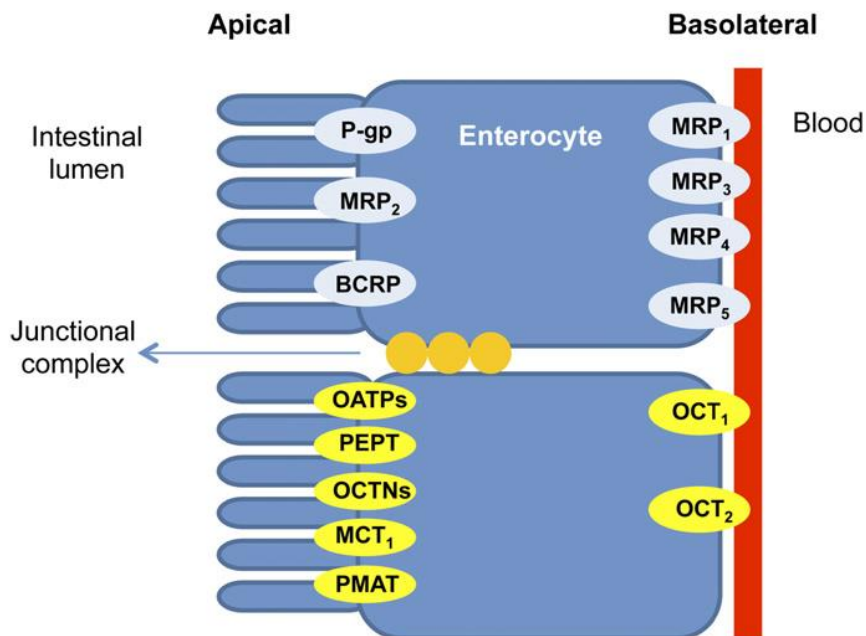 Apical
Basolateral
Intestinal
lumen
P-gp
Enterocyte
MRP₁
Blood
MRP₂
MRP₃
MRP₄
BCRP
MRP₅
Junctional
complex
OATPs
OCT₁
PEPT
OCTNs
OCT₂
MCT₁
PMAT